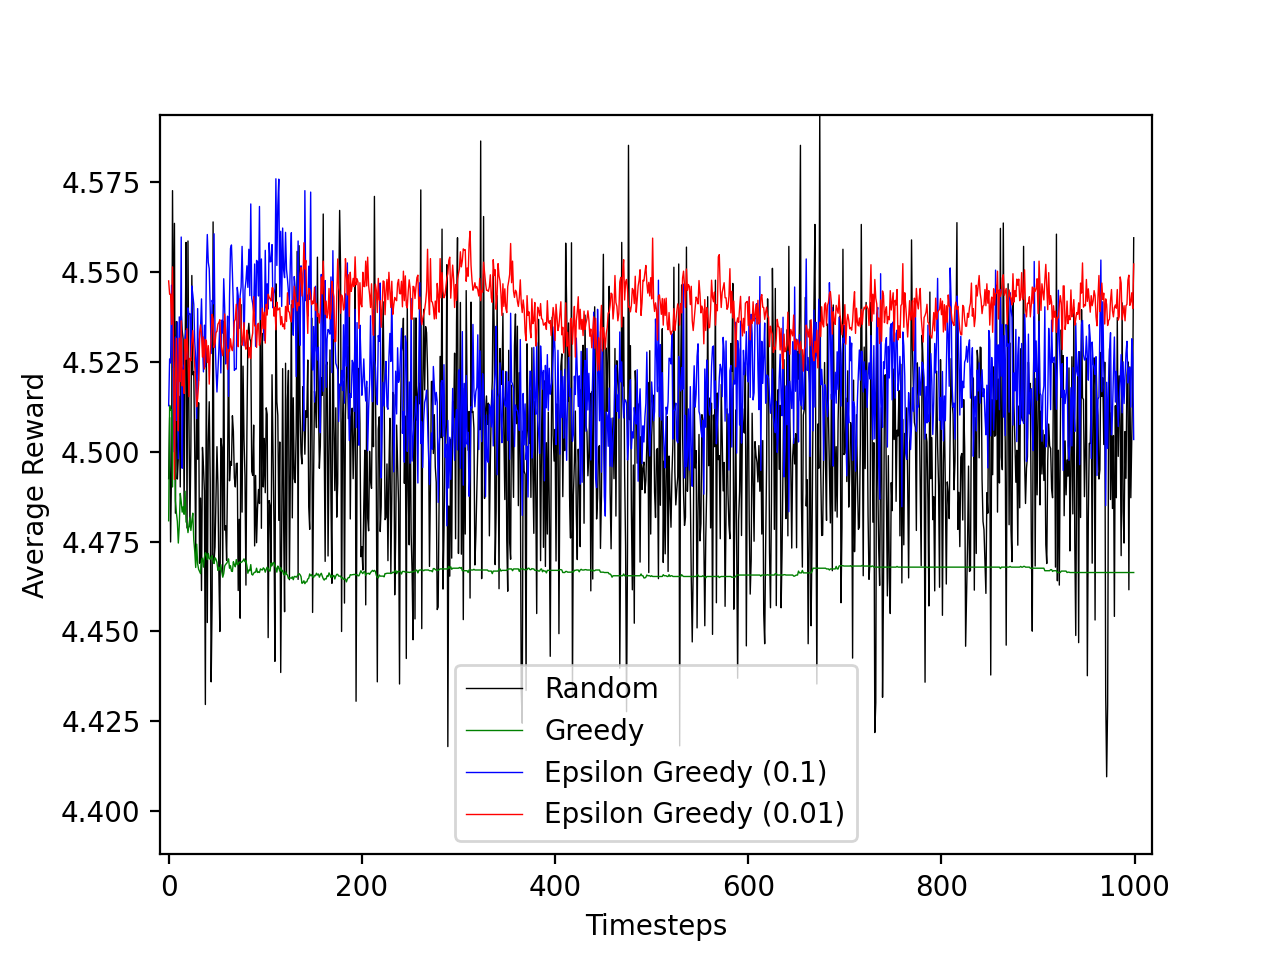 4.575
4.550
4.525
4.500
4.475
4.450
4.425
4.400
Average Reward
0 200 400 600 800 1000
Timesteps
Random
Greedy
Epsilon Greedy (0.1)
Epsilon Greedy (0.01)